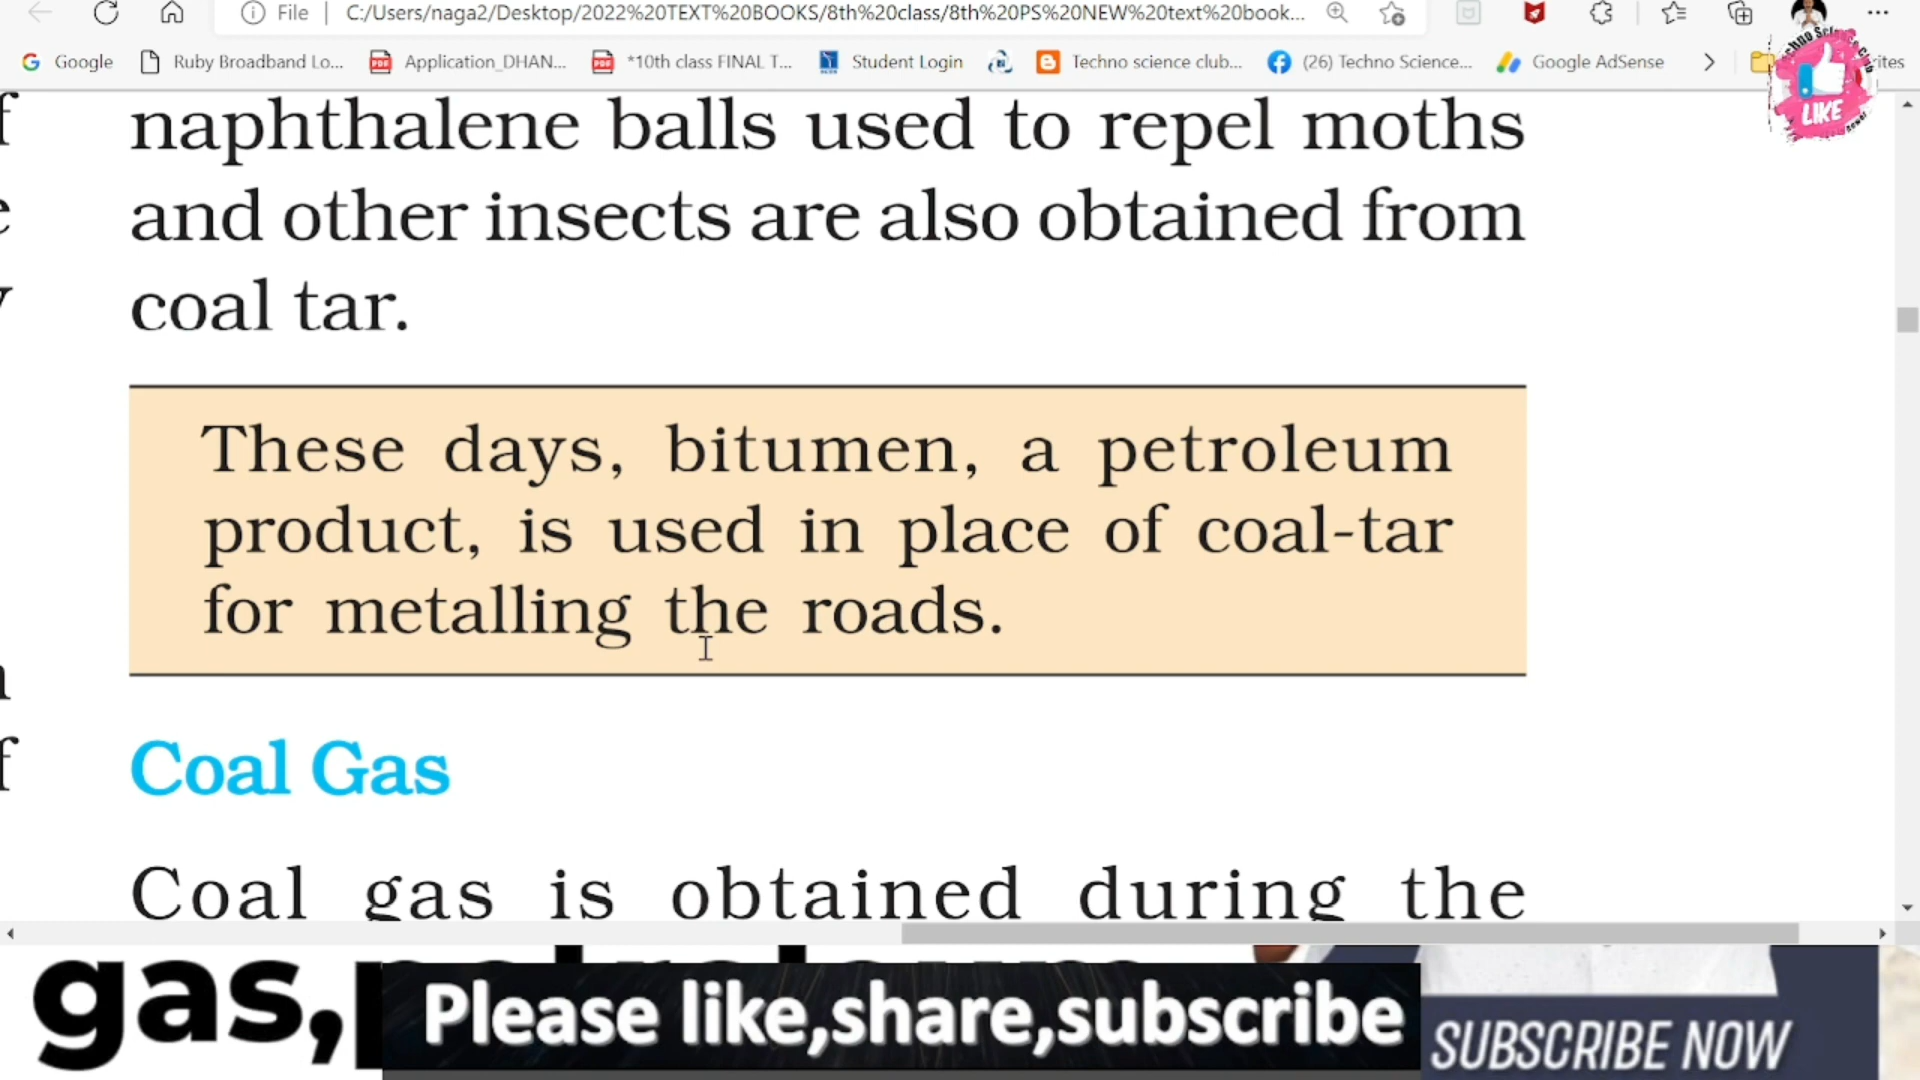 File
C:/Users/naga2/Desktop/2022%20TEXT%20BOOKS/8th%20class/8th%20PS%20NEW%20text%20book...
Google
Ruby Broadband Lo...
Application_DHAN...
*10th class FINAL T...
Student Login
Techno science club...
(26) Techno Science...
Google AdSense
LIKE
naphthalene balls used to repel moths
and other insects are also obtained from
coal tar.
These days, bitumen, a petroleum
product, is used in place of coal-tar
for metalling the roads.
Coal Gas
Coal gas is obtained during the
gas,
Please like,share,subscribe
SUBSCRIBE NOW